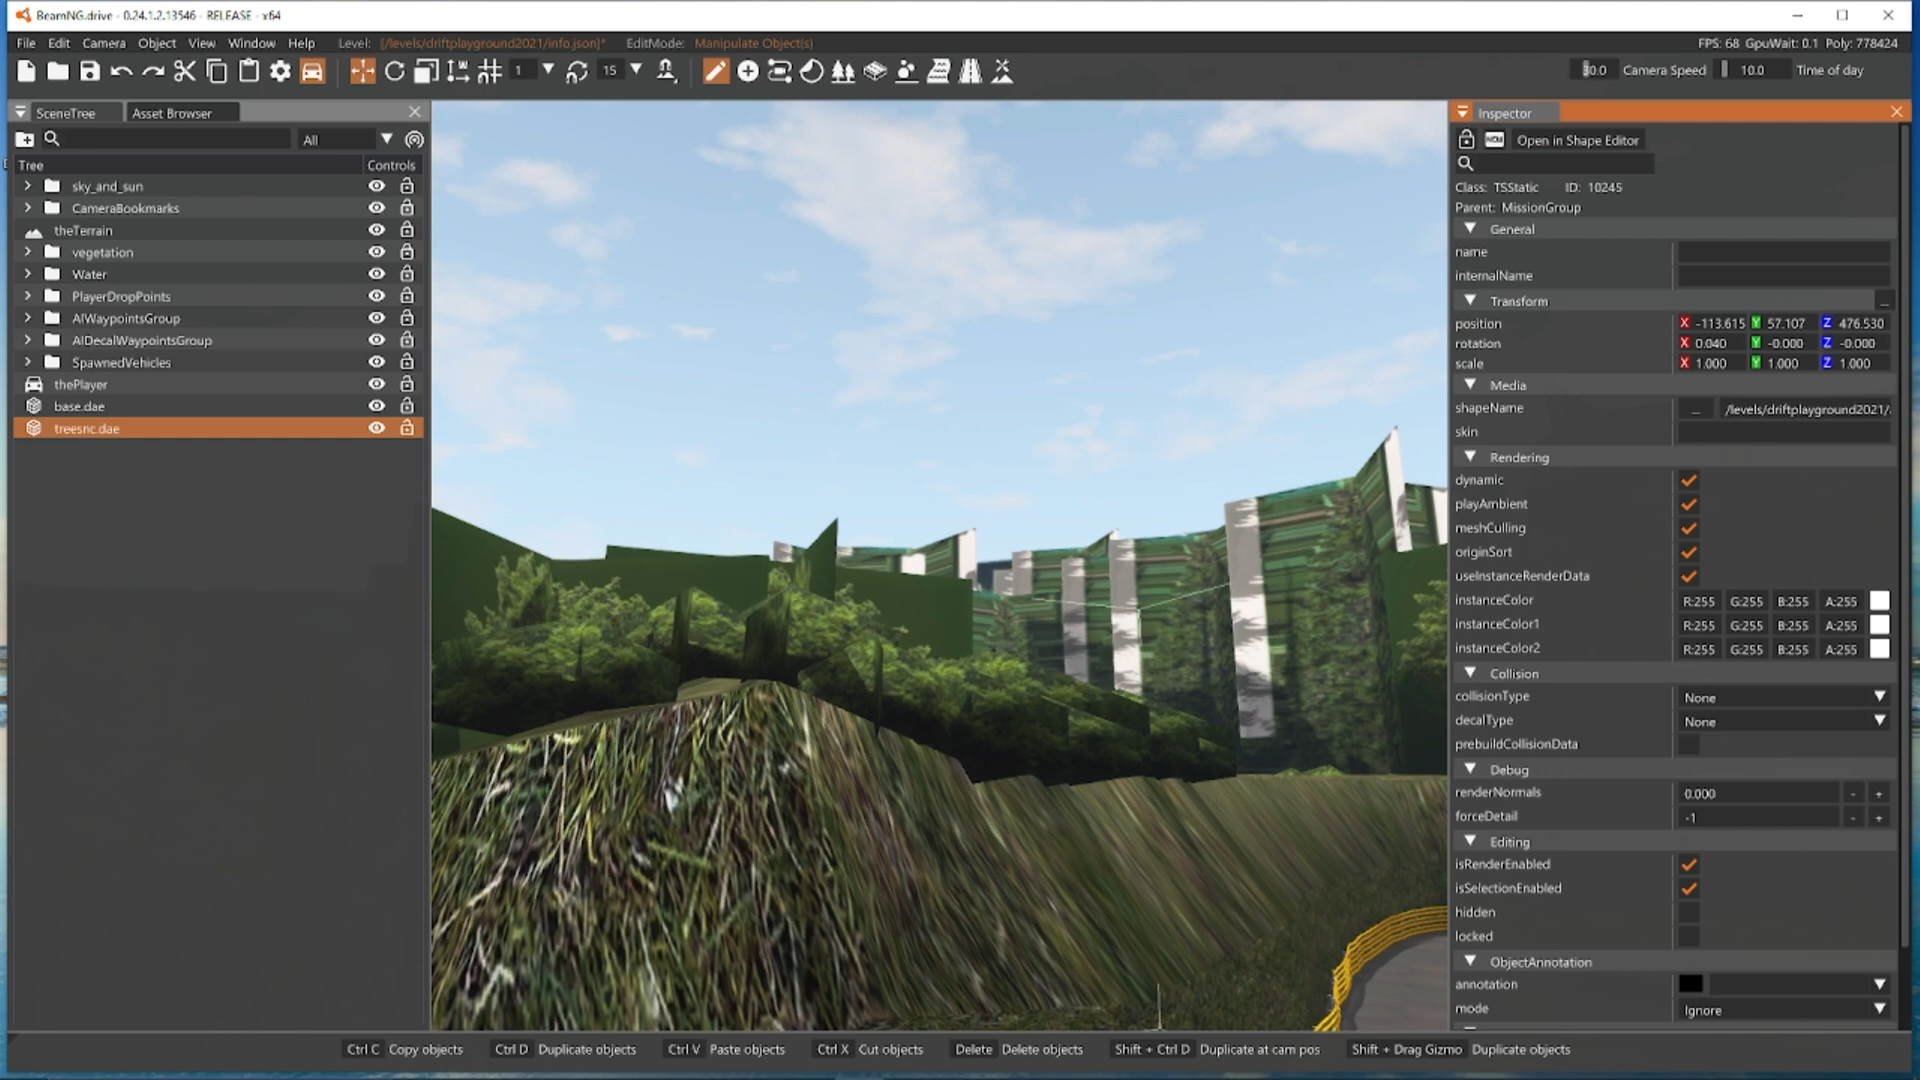 BeamNG.drive - 0.24.1.2.13546 - RELEASE - x64
File Edit Camera Object View Window Help Level: [/levels/driftplayground2021/info.json]* EditMode: Manipulate Object(s) FPS: 68 GpuWait: 0.1 Poly: 778424
1 15 30.0 Camera Speed 10.0 Time of day
SceneTree Asset Browser
All
Tree Controls
sky_and_sun
CameraBookmarks
theTerrain
vegetation
Water
PlayerDropPoints
AIWaypointsGroup
AIDecalWaypointsGroup
SpawnedVehicles
thePlayer
base.dae
treesnc.dae
Inspector
Open in Shape Editor
Class: TSStatic ID: 10245
Parent: MissionGroup
General
name
internalName
Transform ...
position X -113.615 Y 57.107 Z 476.530
rotation X 0.040 Y -0.000 Z -0.000
scale X 1.000 Y 1.000 Z 1.000
Media
shapeName ... /levels/driftplayground2021/
skin
Rendering
dynamic
playAmbient
meshCulling
originSort
useInstanceRenderData
instanceColor R:255 G:255 B:255 A:255
instanceColor1 R:255 G:255 B:255 A:255
instanceColor2 R:255 G:255 B:255 A:255
Collision
collisionType None
decalType None
prebuildCollisionData
Debug
renderNormals 0.000 - +
forceDetail -1 - +
Editing
isRenderEnabled
isSelectionEnabled
hidden
locked
ObjectAnnotation
annotation
mode Ignore
Ctrl C Copy objects Ctrl D Duplicate objects Ctrl V Paste objects Ctrl X Cut objects Delete Delete objects Shift + Ctrl D Duplicate at cam pos Shift + Drag Gizmo Duplicate objects